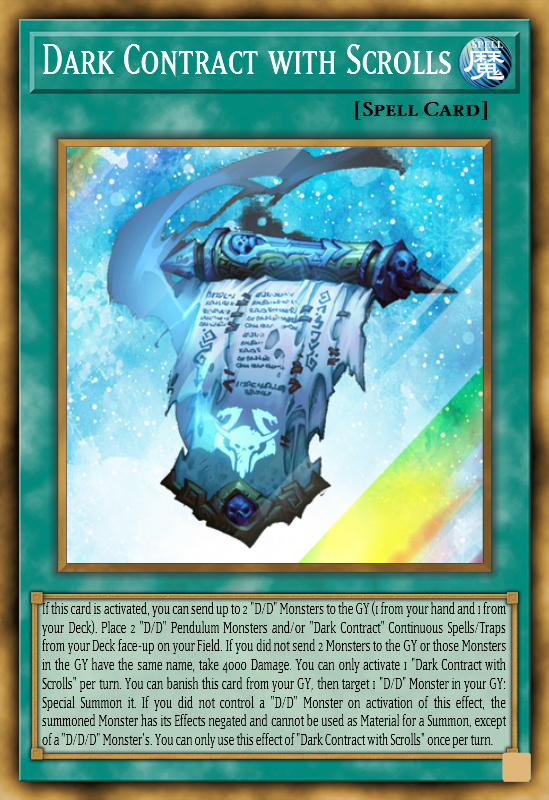 DARK CONTRACT WITH SCROLLS
SPELL
魔
[SPELL CARD]
If this card is activated, you can send up to 2 "D/D" Monsters to the GY (1 from your hand and 1 from
your Deck). Place 2 "D/D" Pendulum Monsters and/or "Dark Contract" Continuous Spells/Traps
from your Deck face-up on your Field. If you did not send 2 Monsters to the GY or those Monsters
in the GY have the same name, take 4000 Damage. You can only activate 1 "Dark Contract with
Scrolls" per turn. You can banish this card from your GY, then target 1 "D/D" Monster in your GY:
Special Summon it. If you did not control a "D/D" Monster on activation of this effect, the
summoned Monster has its Effects negated and cannot be used as Material for a Summon, except
of a "D/D/D" Monster's. You can only use this effect of "Dark Contract with Scrolls" once per turn.